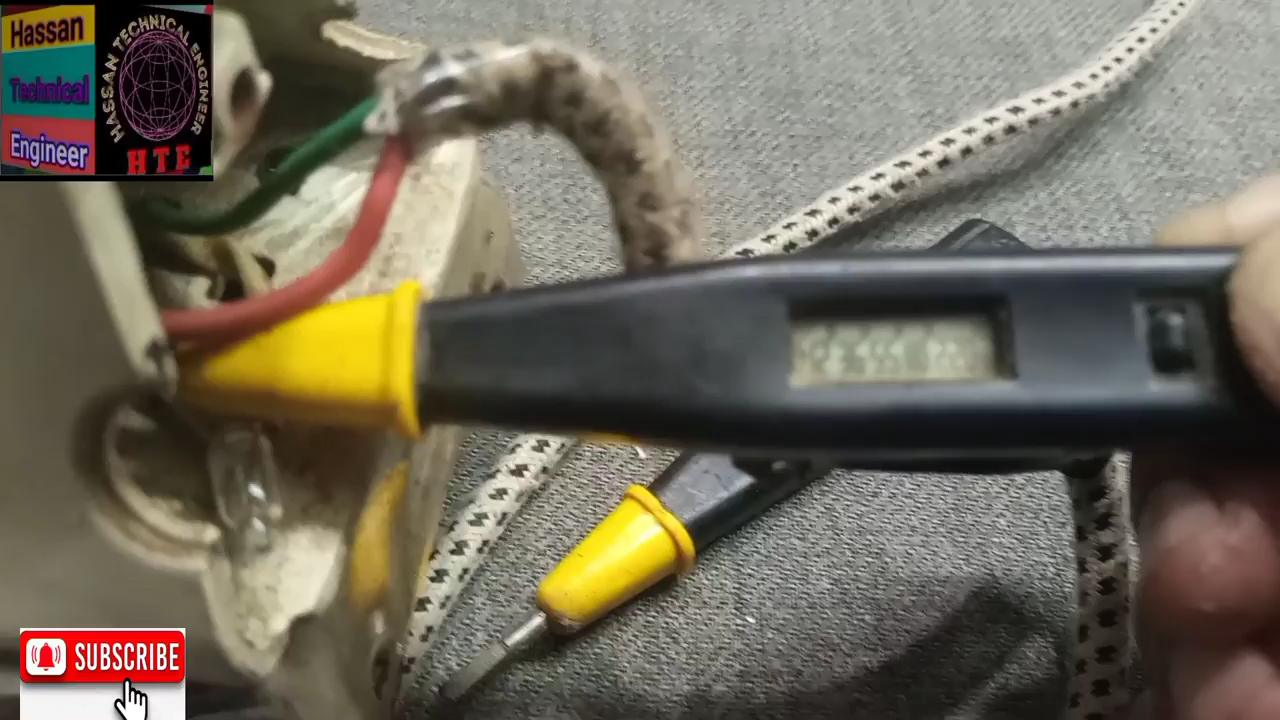 Hassan
Technical
Engineer
HASSAN TECHNICAL ENGINEER
HTE
SUBSCRIBE